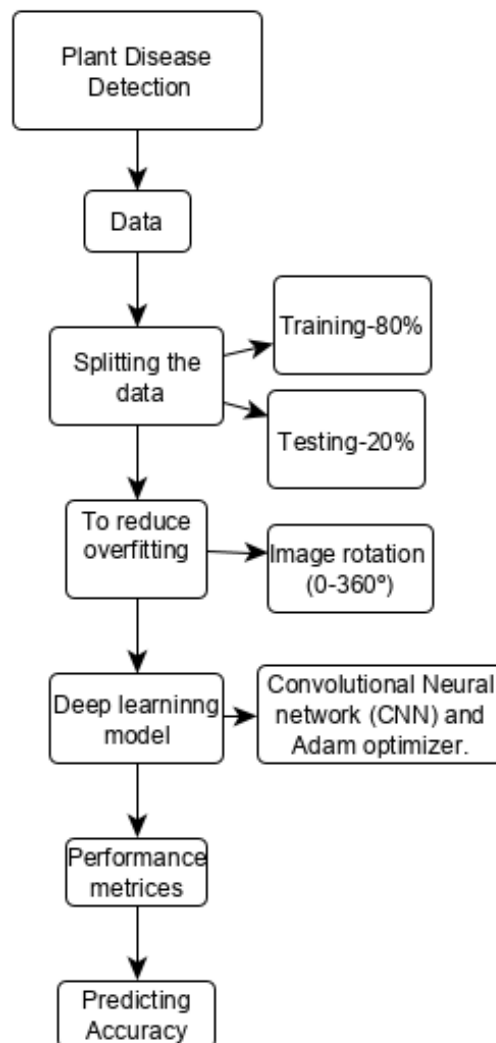 Plant Disease
Detection
Data
Splitting the
data
Training-80%
Testing-20%
To reduce
overfitting
Image rotation
(0-360°)
Deep learninng
model
Convolutional Neural
network (CNN) and
Adam optimizer.
Performance
metrices
Predicting
Accuracy